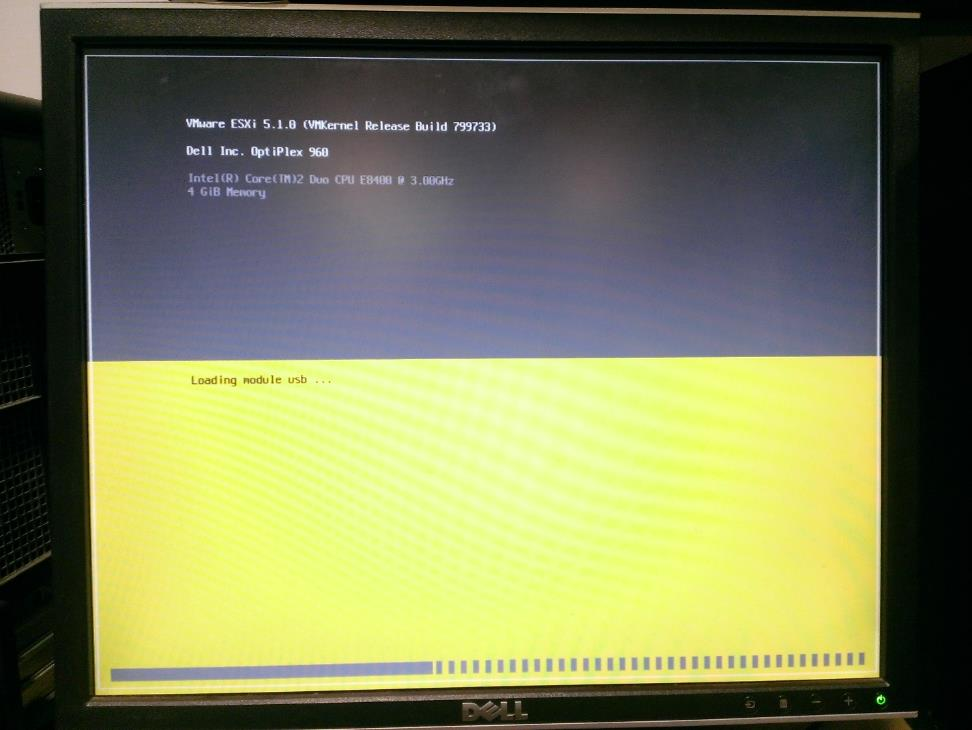 VMware ESXi 5.1.0 (VMKernel Release Build 799733)
Dell Inc. OptiPlex 960
Intel(R) Core(TM)2 Duo CPU E8400 @ 3.00GHz
4 GiB Memory
Loading module usb ...
DELL